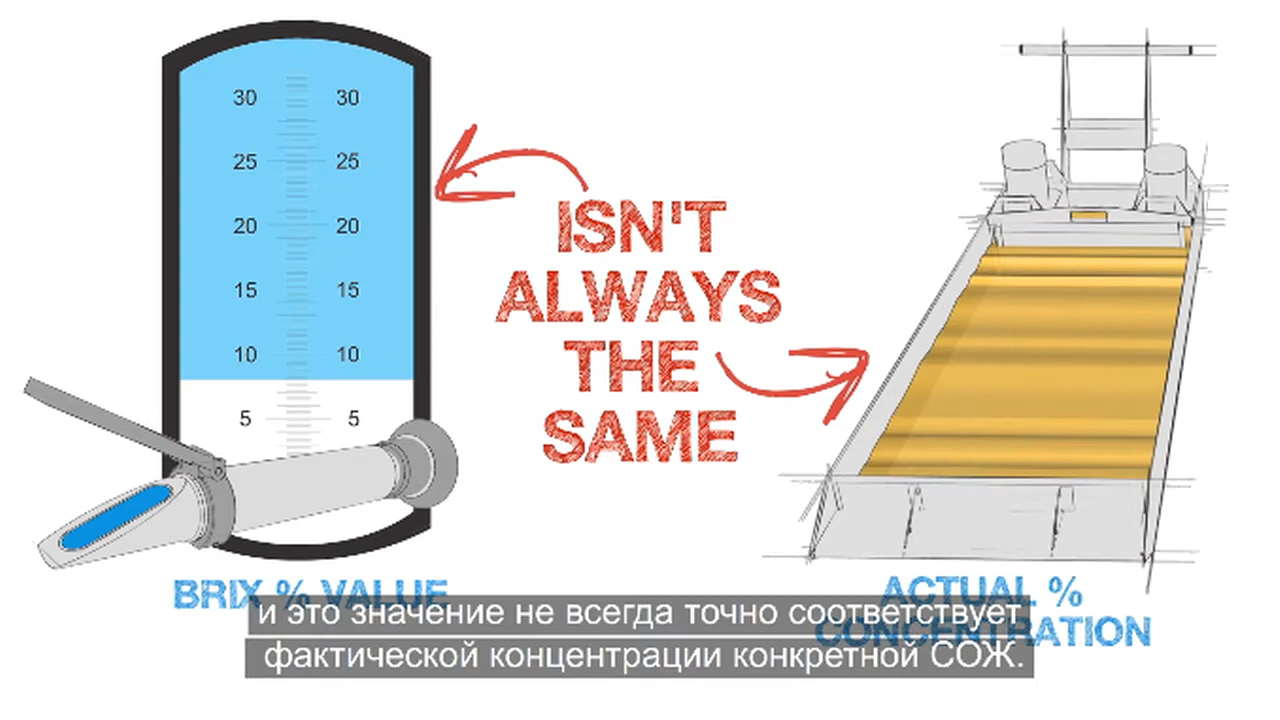 30 30
25 25
20 20
15 15
10 10
5 5
ISN'T
ALWAYS
THE
SAME
BRIX % VALUE
ACTUAL %
CONCENTRATION
и это значение не всегда точно соответствует
фактической концентрации конкретной СОЖ.